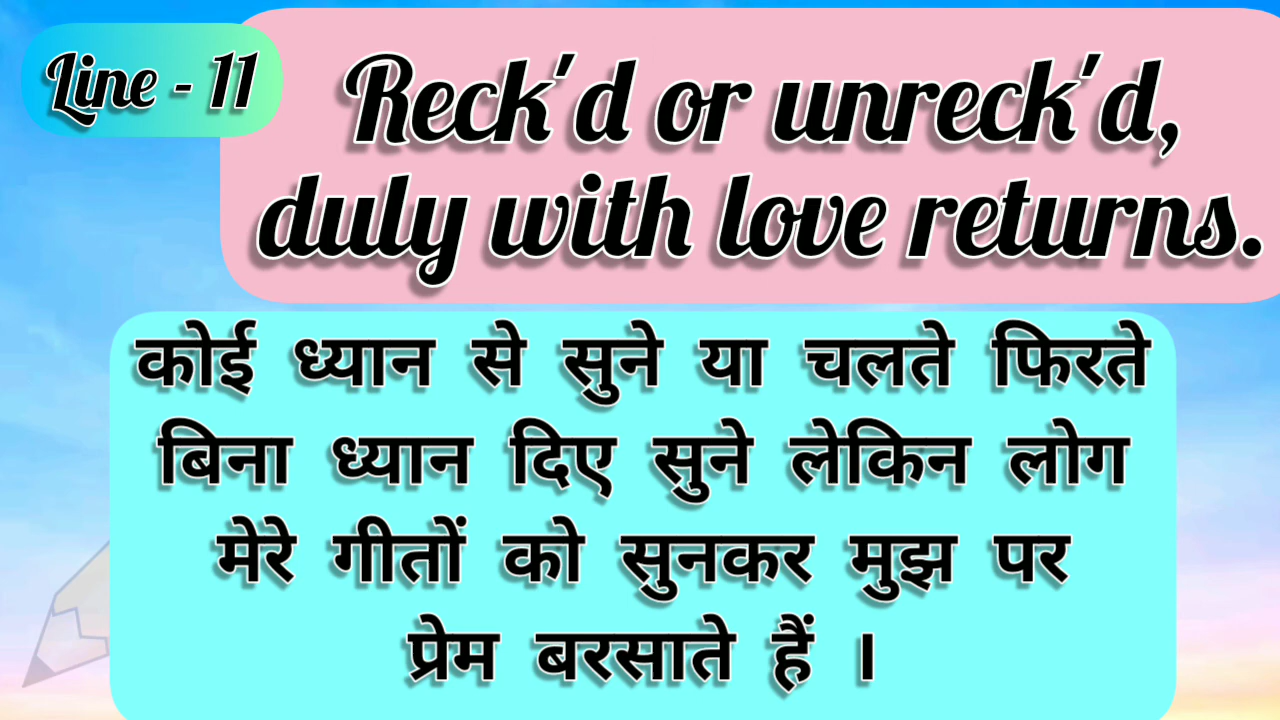 Line - 11
Reck'd or unreck'd,
duly with love returns.
कोई ध्यान से सुने या चलते फिरते
बिना ध्यान दिए सुने लेकिन लोग
मेरे गीतों को सुनकर मुझ पर
प्रेम बरसाते हैं ।